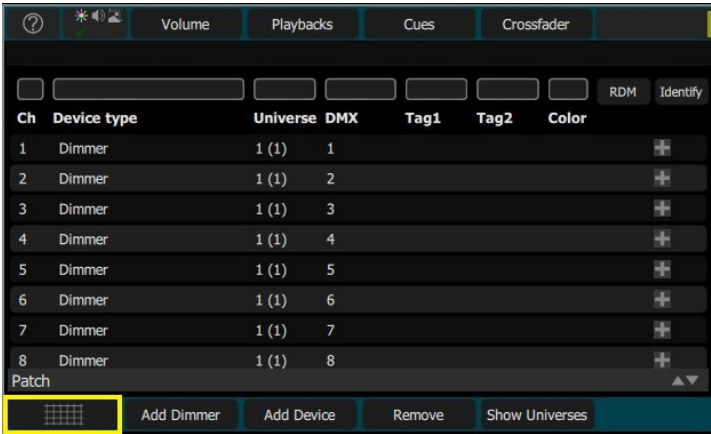 ? Volume Playbacks Cues Crossfader
RDM Identify
Ch Device type Universe DMX Tag1 Tag2 Color
1 Dimmer 1 (1) 1
2 Dimmer 1 (1) 2
3 Dimmer 1 (1) 3
4 Dimmer 1 (1) 4
5 Dimmer 1 (1) 5
6 Dimmer 1 (1) 6
7 Dimmer 1 (1) 7
8 Dimmer 1 (1) 8
Patch
Add Dimmer Add Device Remove Show Universes